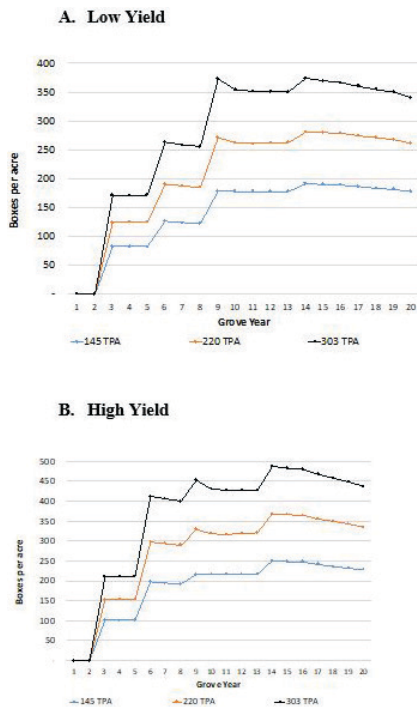 A. Low Yield
400
350
300
250
200
150
100
50
-
Boxes per acre
1 2 3 4 5 6 7 8 9 10 11 12 13 14 15 16 17 18 19 20
Grove Year
145 TPA 220 TPA 303 TPA
B. High Yield
500
450
400
350
300
250
200
150
100
50
-
Boxes per acre
1 2 3 4 5 6 7 8 9 10 11 12 13 14 15 16 17 18 19 20
Grove Year
145 TPA 220 TPA 303 TPA